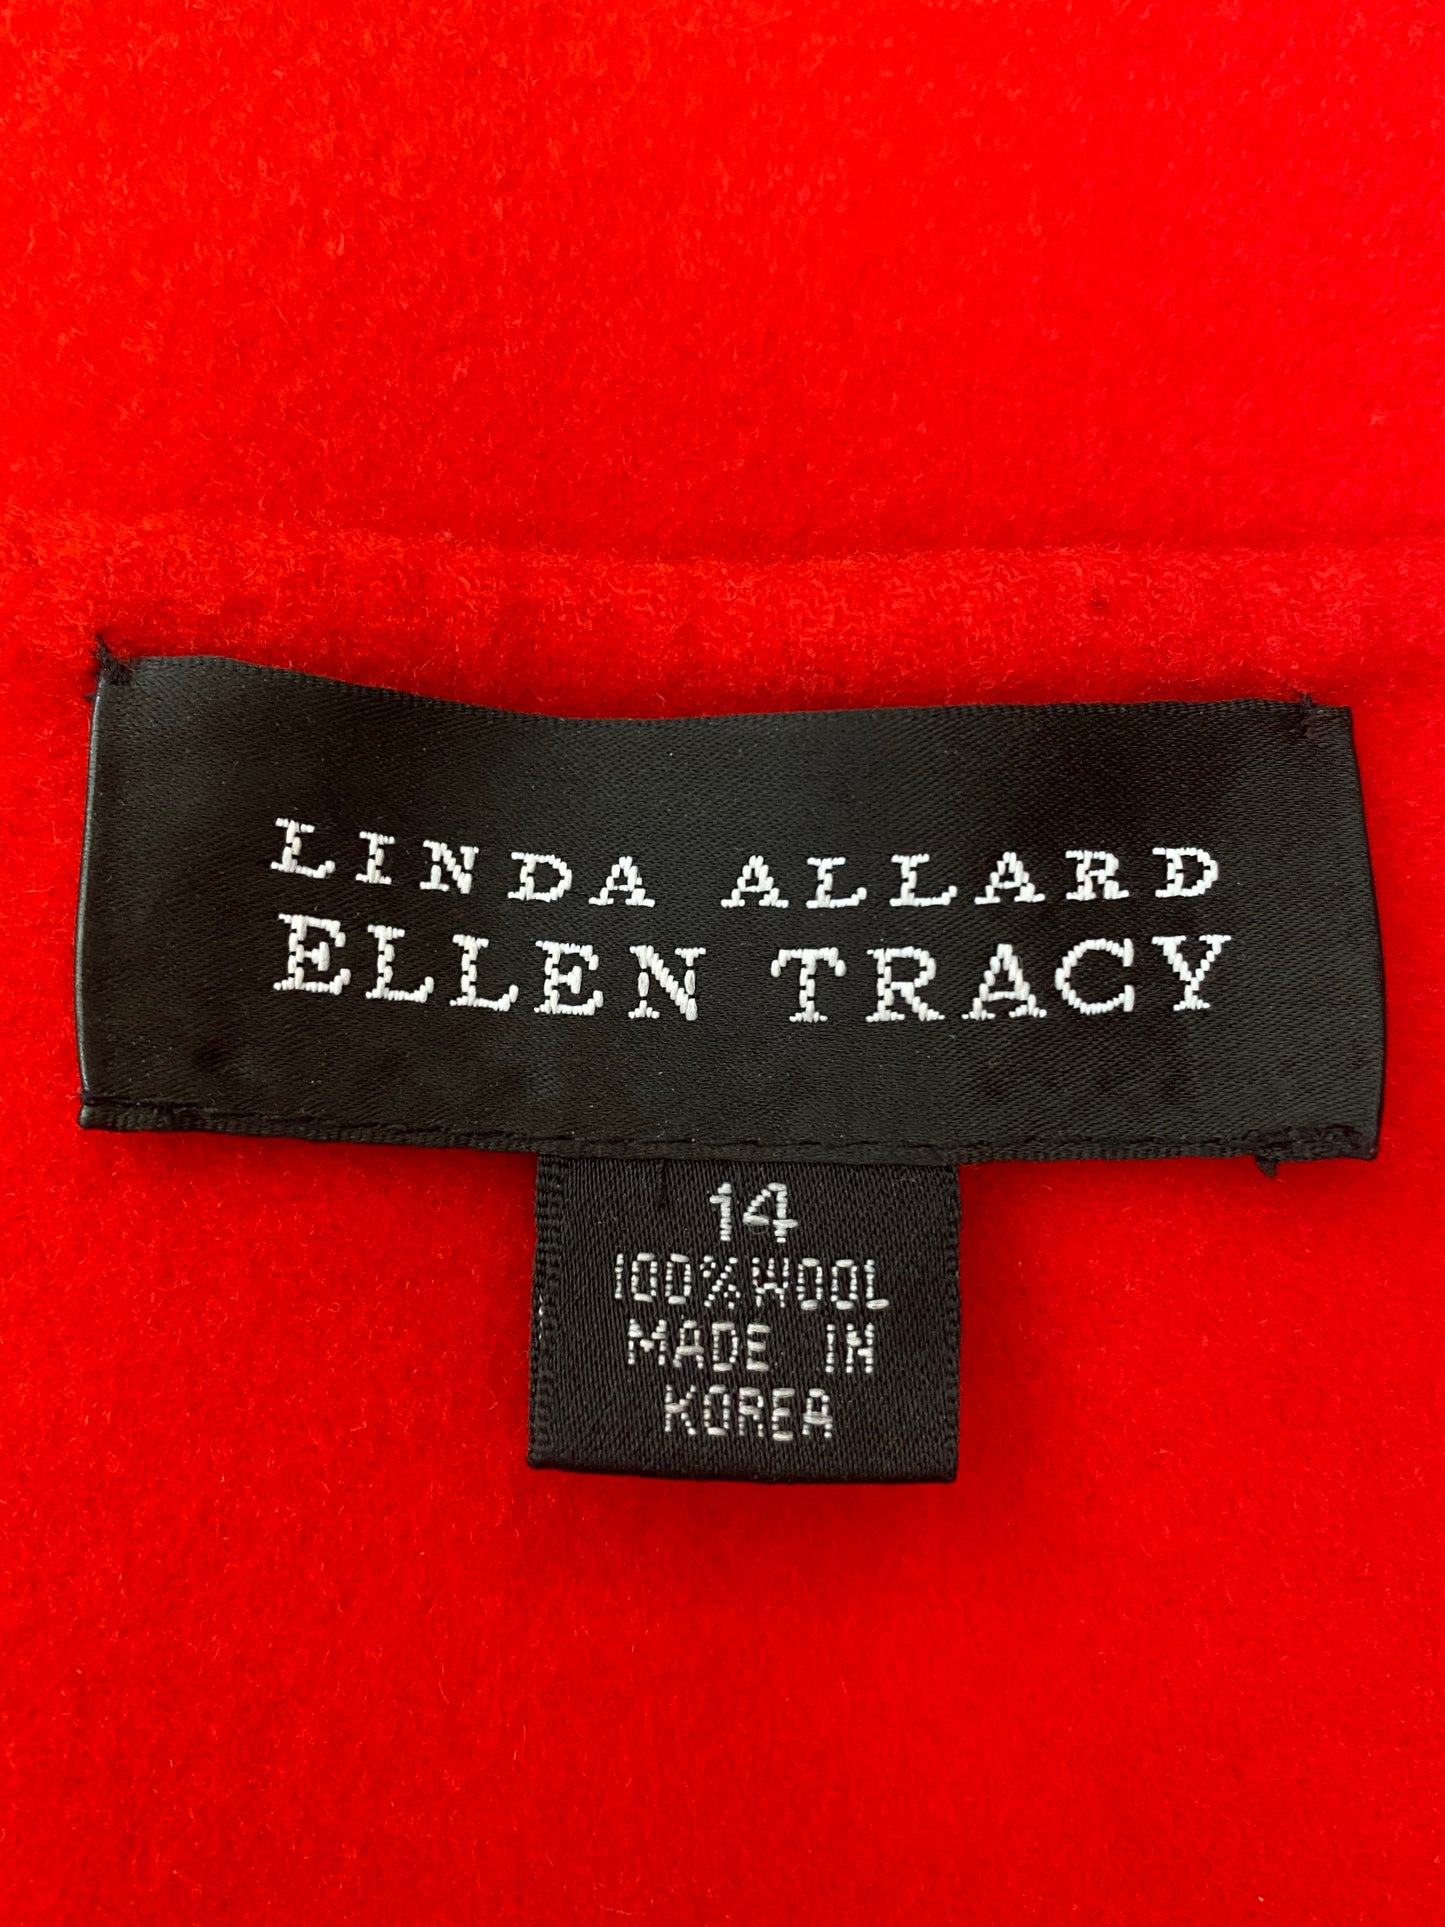 LINDA ALLARD
ELLEN TRACY
14
100% WOOL
MADE IN
KOREA